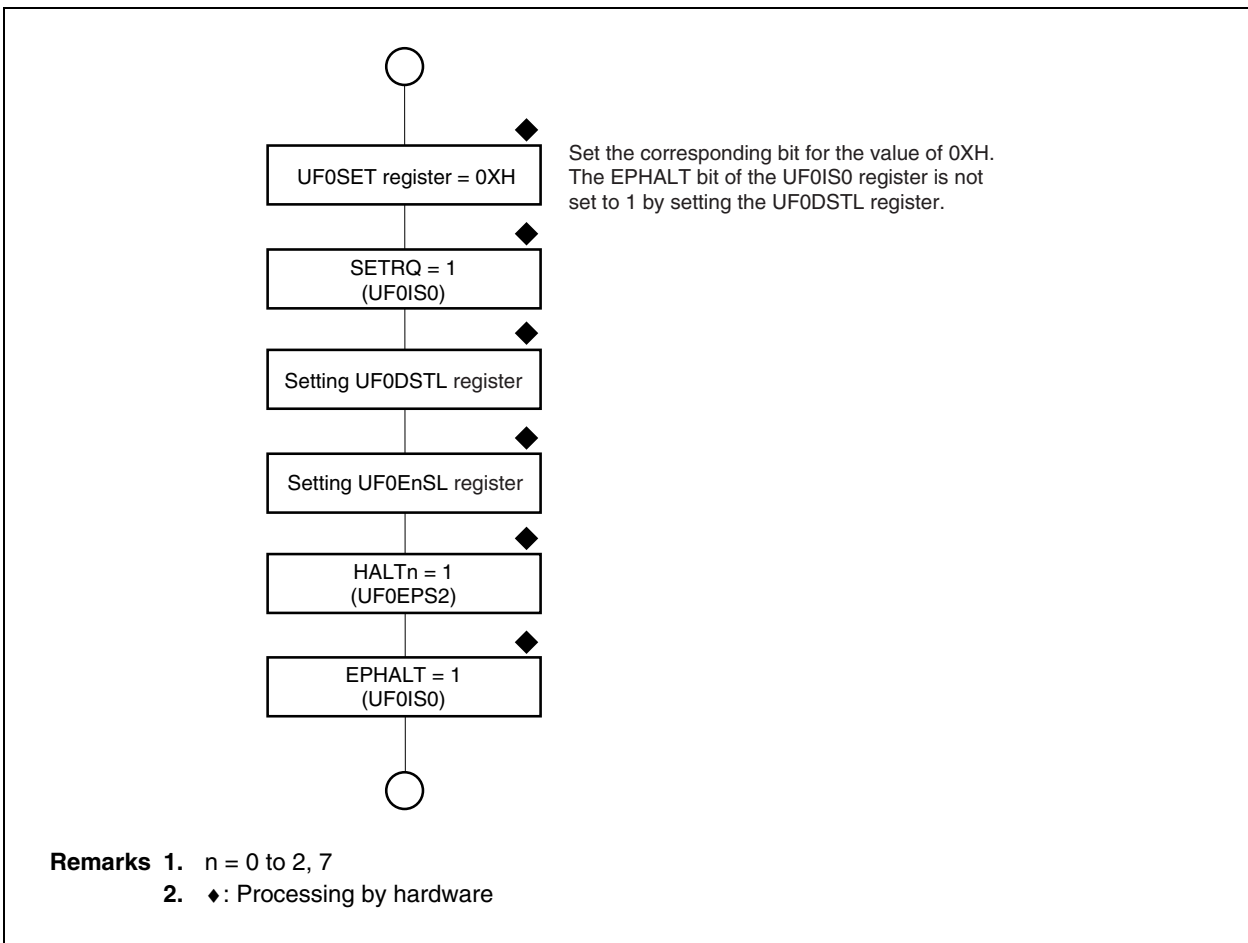 UF0SET register = 0XH
Set the corresponding bit for the value of 0XH.
The EPHALT bit of the UF0IS0 register is not
set to 1 by setting the UF0DSTL register.
SETRQ = 1
(UF0IS0)
Setting UF0DSTL register
Setting UF0EnSL register
HALTn = 1
(UF0EPS2)
EPHALT = 1
(UF0IS0)
Remarks 1. n = 0 to 2, 7
2. ♦: Processing by hardware